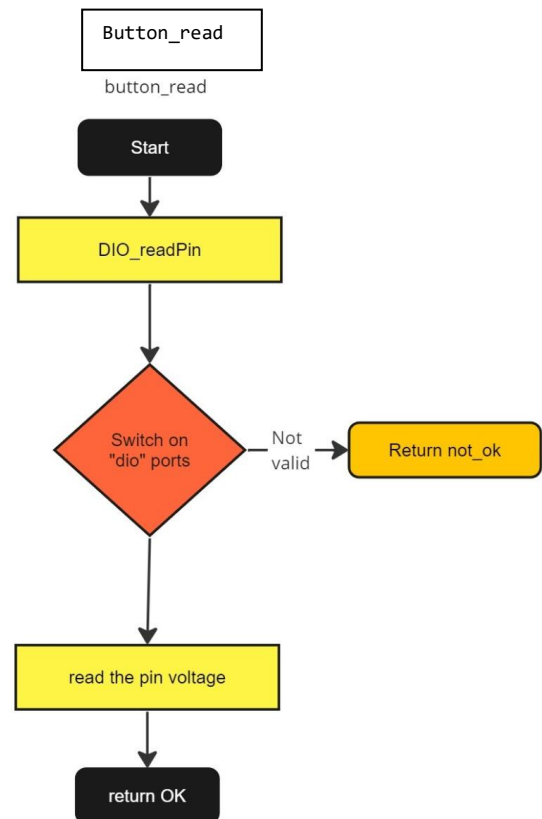 Button_read
button_read
Start
DIO_readPin
Switch on
"dio" ports
Not
valid
Return not_ok
read the pin voltage
return OK